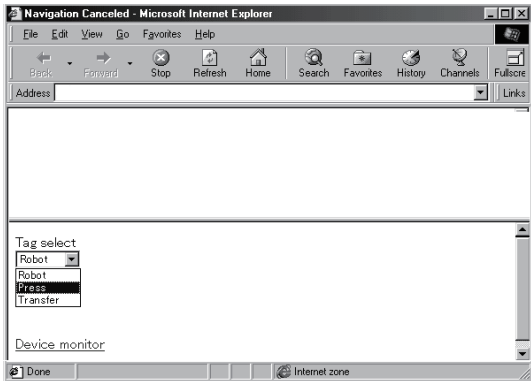 Navigation Canceled - Microsoft Internet Explorer
File Edit View Go Favorites Help
Back Forward Stop Refresh Home Search Favorites History Channels Fullscre
Address Links
Tag select
Robot
Robot
Press
Transfer
Device monitor
Done Internet zone